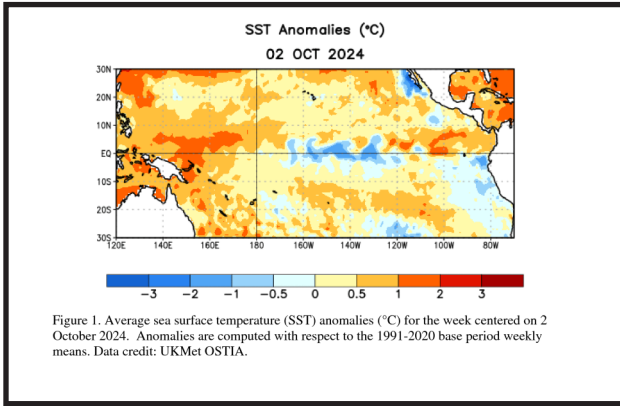 SST Anomalies (°C)
02 OCT 2024
30N
20N
10N
EQ
10S
20S
30S
120E 140E 160E 180 160W 140W 120W 100W 80W
-3 -2 -1 -0.5 0 0.5 1 2 3
Figure 1. Average sea surface temperature (SST) anomalies (°C) for the week centered on 2
October 2024.  Anomalies are computed with respect to the 1991-2020 base period weekly
means. Data credit: UKMet OSTIA.